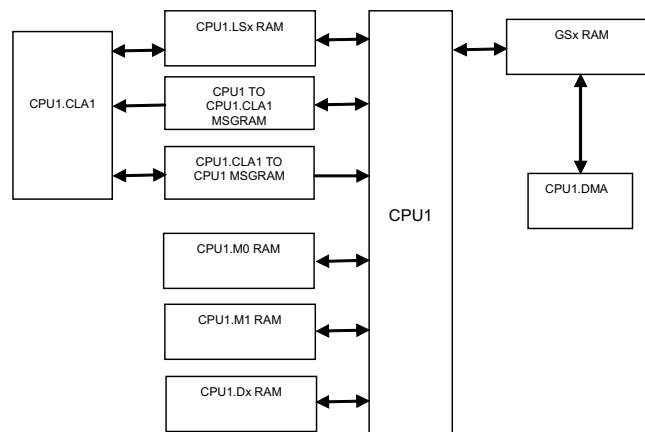 CPU1.LSx RAM
GSx RAM
CPU1.CLA1
CPU1 TO
CPU1.CLA1
MSGRAM
CPU1.CLA1 TO
CPU1 MSGRAM
CPU1.DMA
CPU1
CPU1.M0 RAM
CPU1.M1 RAM
CPU1.Dx RAM